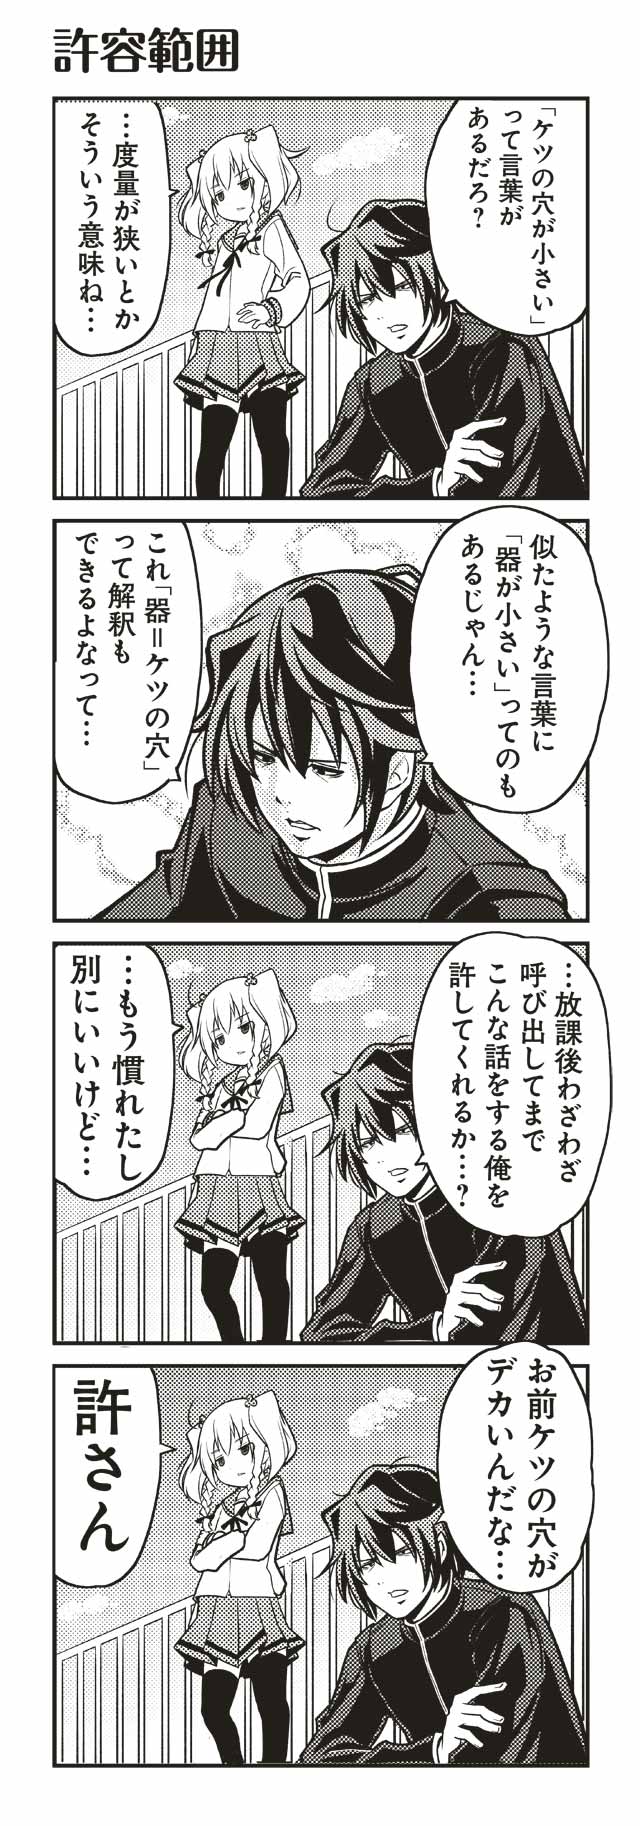 許容範囲
「ケツの穴が小さい」
って言葉が
あるだろ?
…度量が狭いとか
そういう意味ね…
似たような言葉に
「器が小さい」ってのも
あるじゃん…
これ「器=ケツの穴」
って解釈も
できるよなって…
…放課後わざわざ
呼び出してまで
こんな話をする俺を
許してくれるか…?
…もう慣れたし
別にいいけど…
お前ケツの穴が
デカいんだな…
許さん